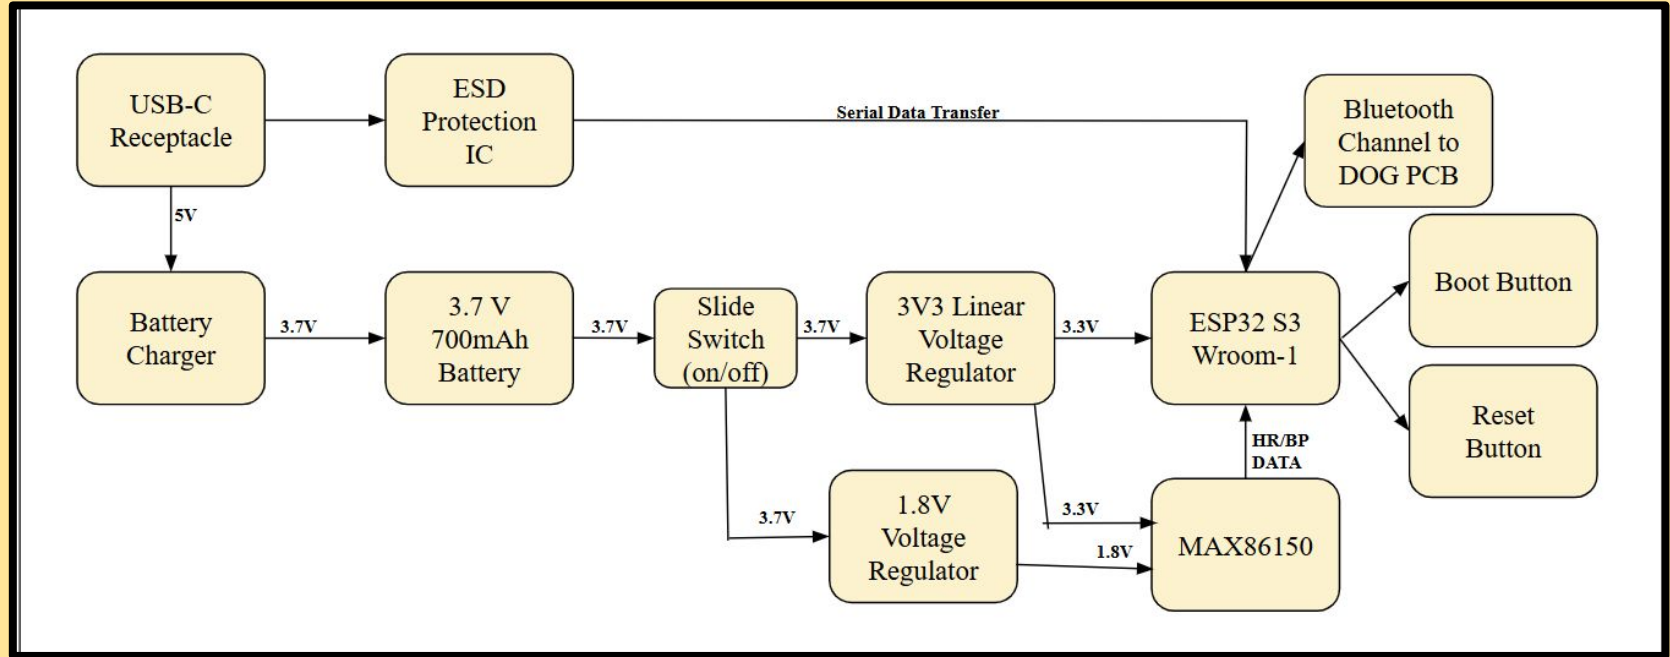 USB-C
Receptacle
ESD
Protection
IC
Serial Data Transfer
Bluetooth
Channel to
DOG PCB
5V
Battery
Charger
3.7V
3.7 V
700mAh
Battery
3.7V
Slide
Switch
(on/off)
3.7V
3V3 Linear
Voltage
Regulator
3.3V
ESP32 S3
Wroom-1
Boot Button
Reset
Button
HR/BP
DATA
3.7V
1.8V
Voltage
Regulator
3.3V
1.8V
MAX86150